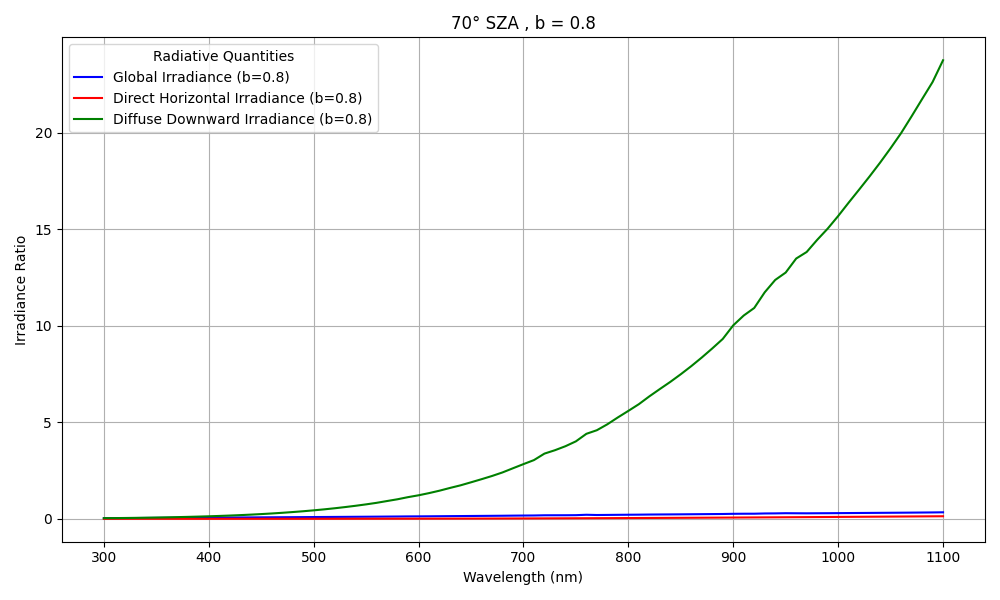 70° SZA , b = 0.8
Radiative Quantities
Global Irradiance (b=0.8)
Direct Horizontal Irradiance (b=0.8)
Diffuse Downward Irradiance (b=0.8)
Irradiance Ratio
20
15
10
5
0
300 400 500 600 700 800 900 1000 1100
Wavelength (nm)